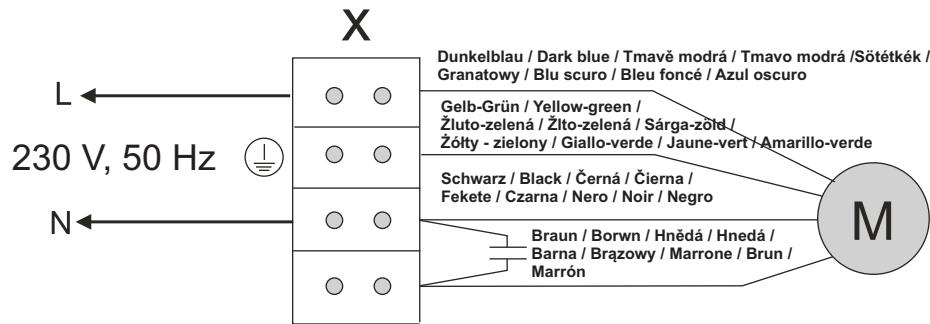 X
Dunkelblau / Dark blue / Tmavě modrá / Tmavo modrá /Sötétkék /
Granatowy / Blu scuro / Bleu foncé / Azul oscuro
L
Gelb-Grün / Yellow-green /
Žluto-zelená / Žlto-zelená / Sárga-zöld /
Żółty - zielony / Giallo-verde / Jaune-vert / Amarillo-verde
230 V, 50 Hz
Schwarz / Black / Černá / Čierna /
Fekete / Czarna / Nero / Noir / Negro
N
M
Braun / Borwn / Hnědá / Hnedá /
Barna / Brązowy / Marrone / Brun /
Marrón